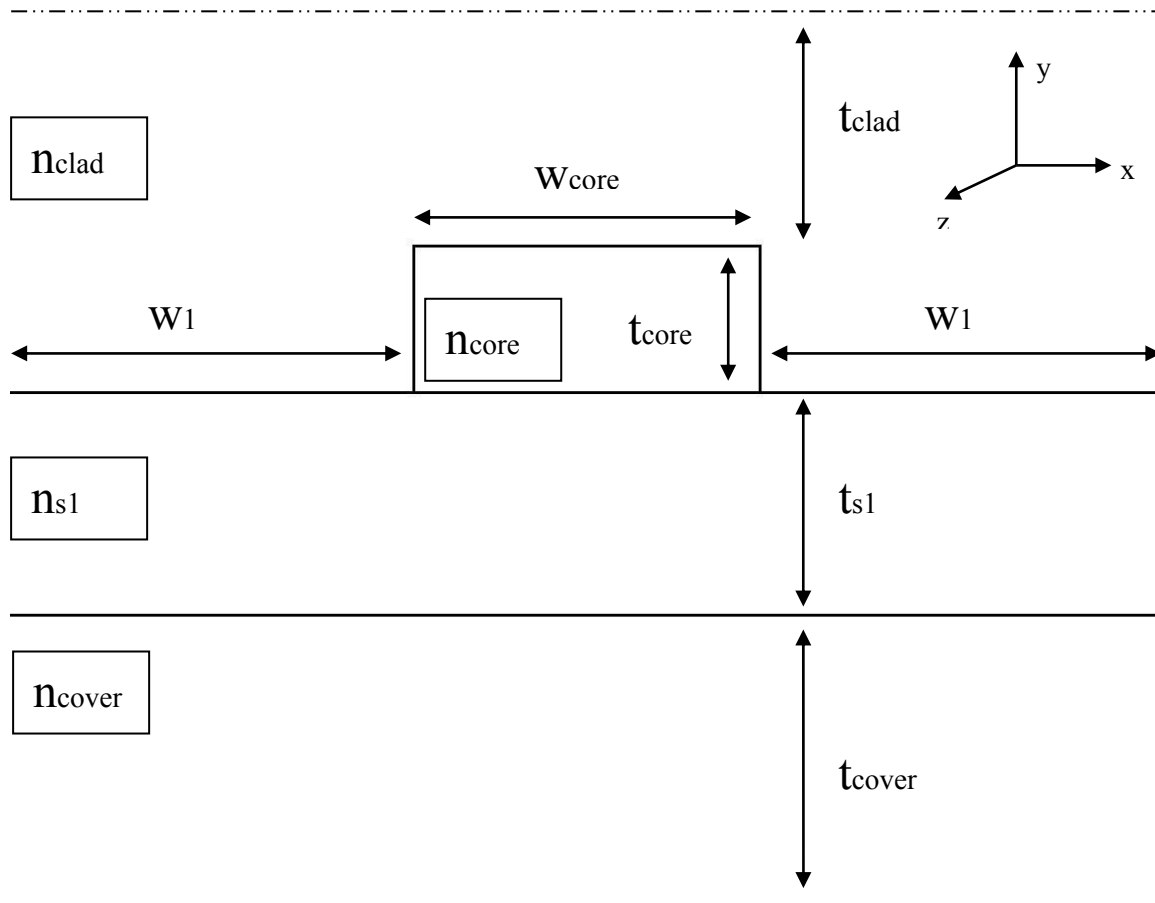 y
tclad
nclad
x
wcore
z
w1
w1
tcore
ncore
ns1
ts1
ncover
tcover